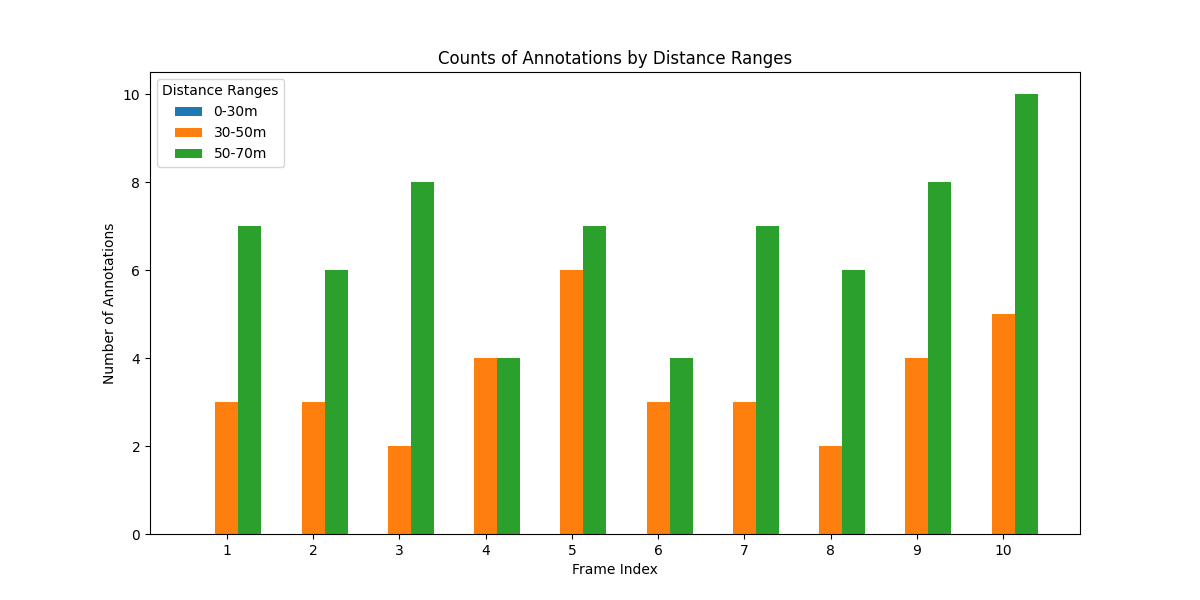 Counts of Annotations by Distance Ranges
Distance Ranges
0-30m
30-50m
50-70m
Number of Annotations
10
8
6
4
2
0
1 2 3 4 5 6 7 8 9 10
Frame Index